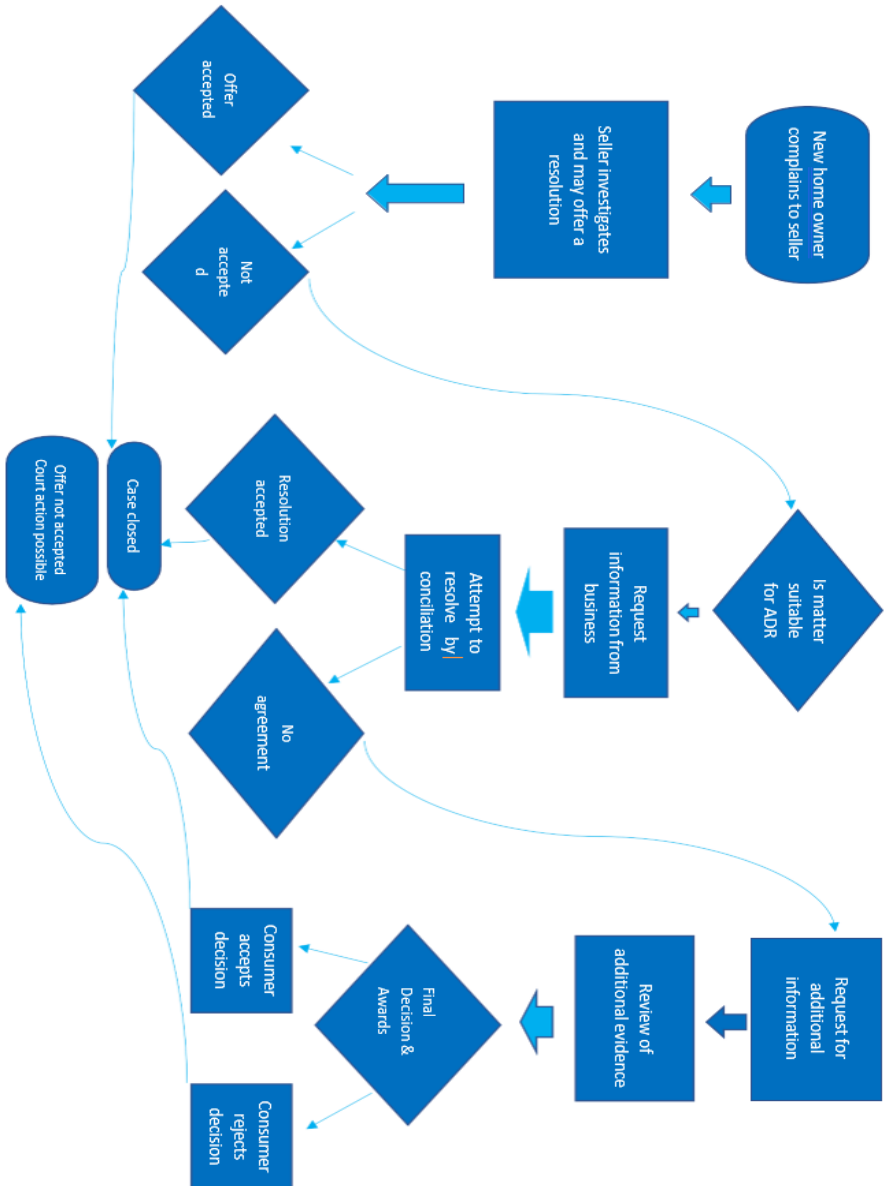 New home owner
complains to seller
Seller investigates
and may offer a
resolution
Offer
accepted
Not
accepte
d
Is matter
suitable
for ADR
Request
information from
business
Attempt to
resolve by
conciliation
Resolution
accepted
No
agreement
Case closed
Offer not accepted
Court action possible
Request for
additional
information
Review of
additional evidence
Final
Decision &
Awards
Consumer
accepts
decision
Consumer
rejects
decision